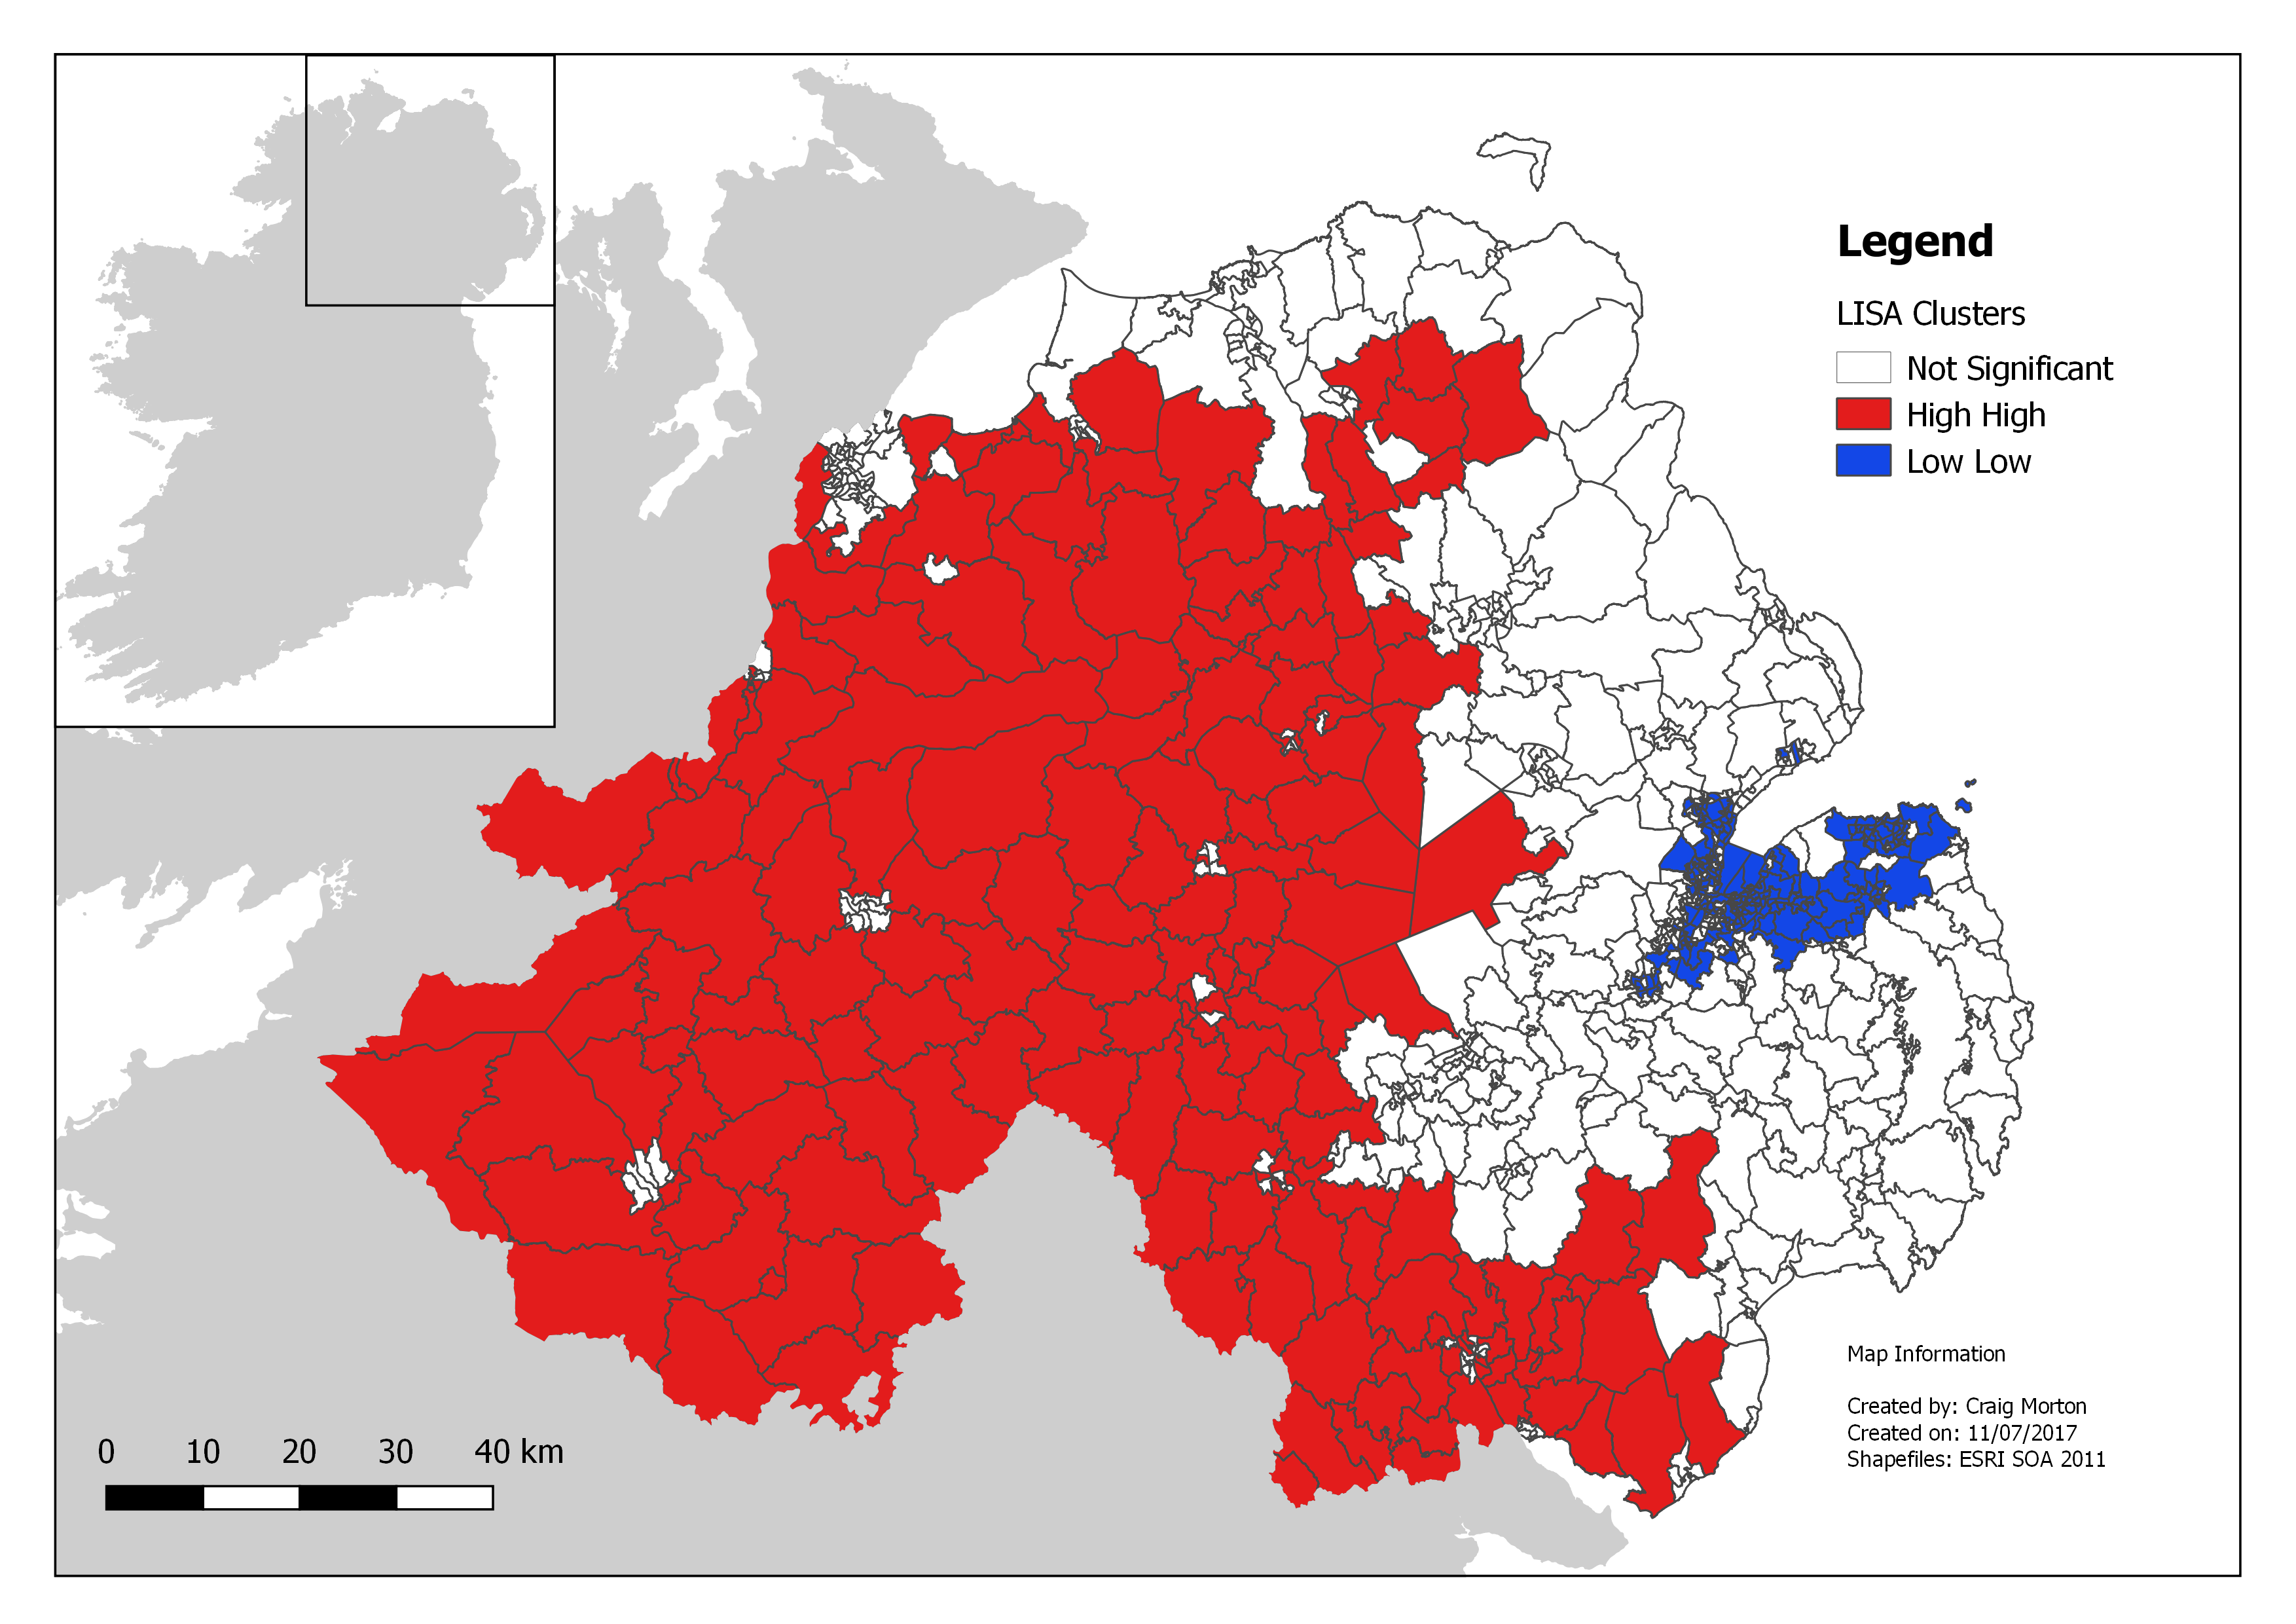 Legend
LISA Clusters
Not Significant
High High
Low Low
Map Information
Created by: Craig Morton
Created on: 11/07/2017
Shapefiles: ESRI SOA 2011
0 10 20 30 40 km